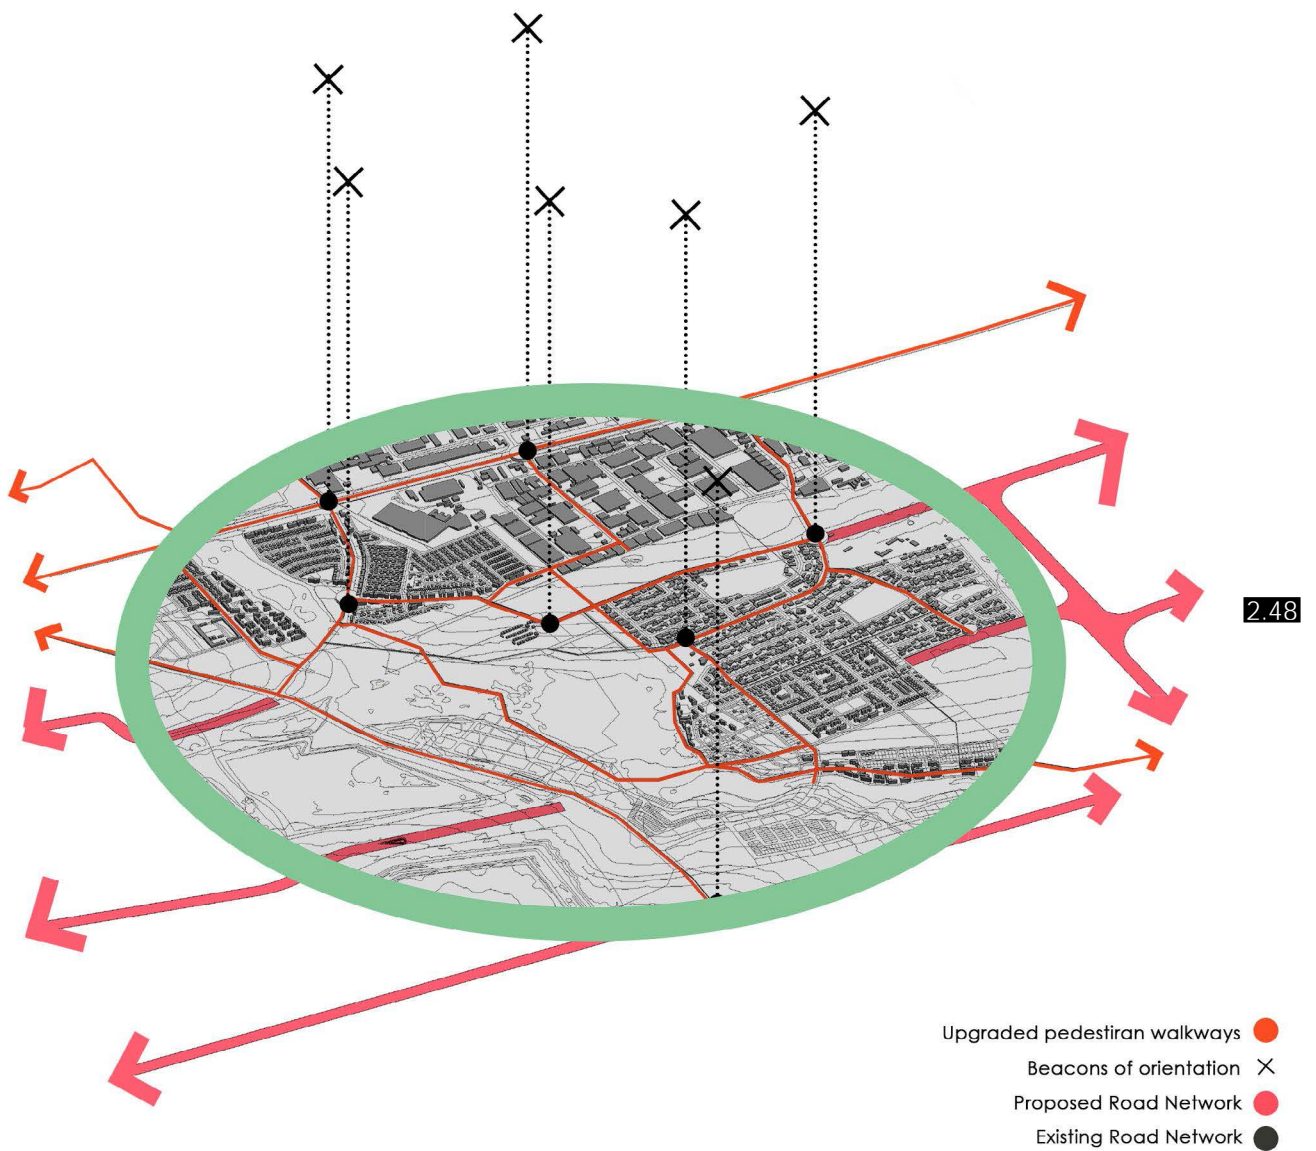 2.48
Upgraded pedestiran walkways
Beacons of orientation
Proposed Road Network
Existing Road Network